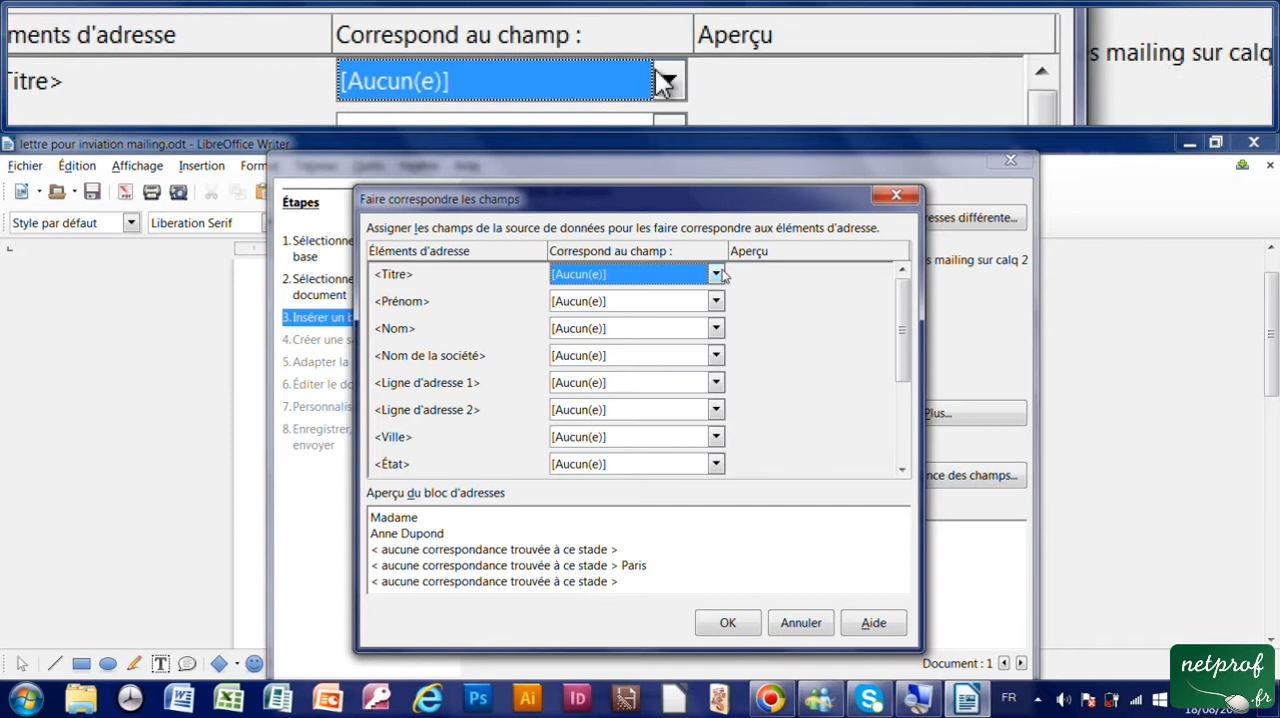 ments d'adresse Correspond au champ : Aperçu
s mailing sur calq
Titre> [Aucun(e)]
lettre pour inviation mailing.odt - LibreOffice Writer
Fichier Édition Affichage Insertion Form
Style par défaut Liberation Serif
Étapes
1.Sélectionne
base
2.Sélectionne
document
3.Insérer un b
4.Créer une s
5.Adapter la
6.Éditer le do
7.Personnalis
8.Enregistrer,
envoyer
Faire correspondre les champs
Assigner les champs de la source de données pour les faire correspondre aux éléments d'adresse.
Éléments d'adresse Correspond au champ : Aperçu
<Titre> [Aucun(e)]
<Prénom> [Aucun(e)]
<Nom> [Aucun(e)]
<Nom de la société> [Aucun(e)]
<Ligne d'adresse 1> [Aucun(e)]
<Ligne d'adresse 2> [Aucun(e)]
<Ville> [Aucun(e)]
<État> [Aucun(e)]
Aperçu du bloc d'adresses
Madame
Anne Dupond
< aucune correspondance trouvée à ce stade >
< aucune correspondance trouvée à ce stade > Paris
< aucune correspondance trouvée à ce stade >
OK Annuler Aide
resses différente...
s mailing sur calq 2
Plus...
nce des champs...
Document : 1
FR
18/08/20
netprof
.fr